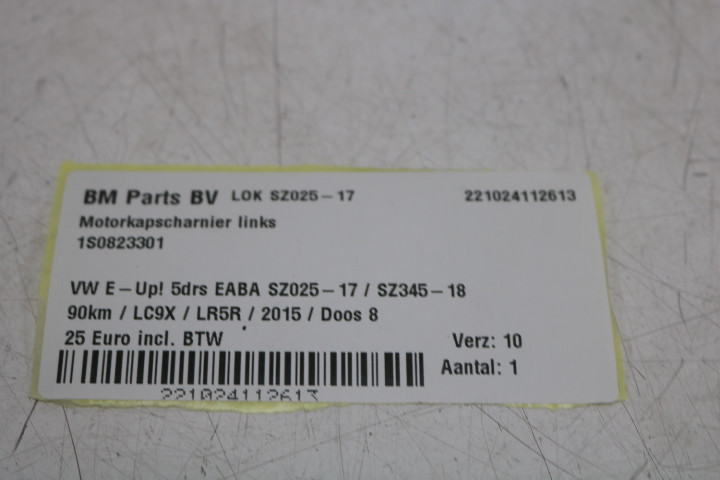 BM Parts BV LOK SZ025-17 221024112613
Motorkapscharnier links
1S0823301
VW E-Up! 5drs EABA SZ025-17 / SZ345-18
90km / LC9X / LR5R / 2015 / Doos 8
25 Euro incl. BTW Verz: 10
Aantal: 1
221024112613